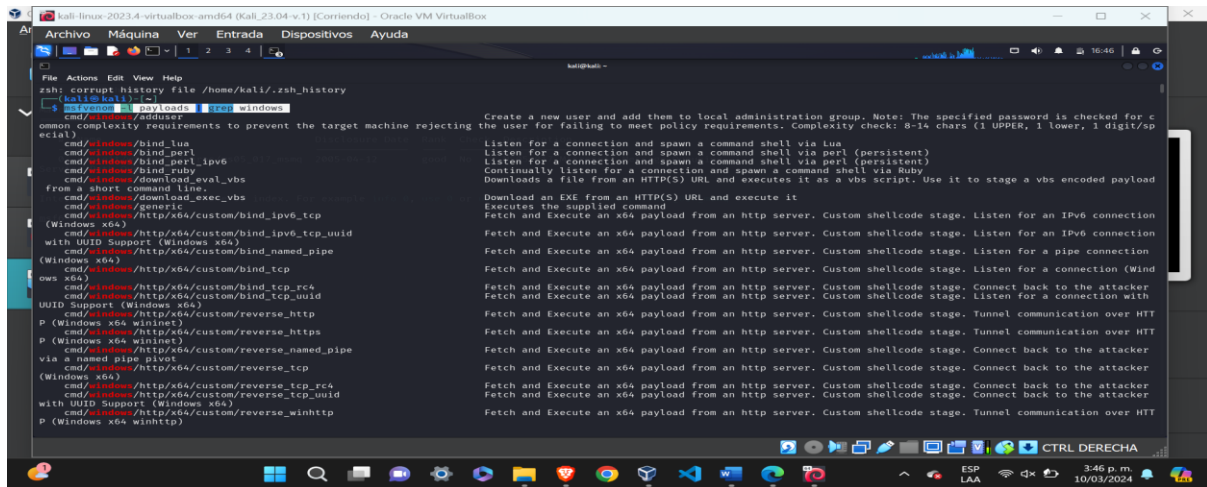 kali-linux-2023.4-virtualbox-amd64 (Kali_23.04-v.1) [Corriendo] - Oracle VM VirtualBox
Archivo Máquina Ver Entrada Dispositivos Ayuda
1 2 3 4 16:46
kali@kali: ~
File Actions Edit View Help
zsh: corrupt history file /home/kali/.zsh_history
(kali㉿kali)-[~]
$ msfvenom -l payloads | grep windows
cmd/windows/adduser Create a new user and add them to local administration group. Note: The specified password is checked for c
ommon complexity requirements to prevent the target machine rejecting the user for failing to meet policy requirements. Complexity check: 8-14 chars (1 UPPER, 1 lower, 1 digit/sp
ecial)
cmd/windows/bind_lua Listen for a connection and spawn a command shell via Lua
cmd/windows/bind_perl Listen for a connection and spawn a command shell via perl (persistent)
cmd/windows/bind_perl_ipv6 Listen for a connection and spawn a command shell via perl (persistent)
cmd/windows/bind_ruby Continually listen for a connection and spawn a command shell via Ruby
cmd/windows/download_eval_vbs Downloads a file from an HTTP(S) URL and executes it as a vbs script. Use it to stage a vbs encoded payload
from a short command line.
cmd/windows/download_exec_vbs Download an EXE from an HTTP(S) URL and execute it
cmd/windows/generic Executes the supplied command
cmd/windows/http/x64/custom/bind_ipv6_tcp Fetch and Execute an x64 payload from an http server. Custom shellcode stage. Listen for an IPv6 connection
(Windows x64)
cmd/windows/http/x64/custom/bind_ipv6_tcp_uuid Fetch and Execute an x64 payload from an http server. Custom shellcode stage. Listen for an IPv6 connection
with UUID Support (Windows x64)
cmd/windows/http/x64/custom/bind_named_pipe Fetch and Execute an x64 payload from an http server. Custom shellcode stage. Listen for a pipe connection
(Windows x64)
cmd/windows/http/x64/custom/bind_tcp Fetch and Execute an x64 payload from an http server. Custom shellcode stage. Listen for a connection (Wind
ows x64)
cmd/windows/http/x64/custom/bind_tcp_rc4 Fetch and Execute an x64 payload from an http server. Custom shellcode stage. Connect back to the attacker
cmd/windows/http/x64/custom/bind_tcp_uuid Fetch and Execute an x64 payload from an http server. Custom shellcode stage. Listen for a connection with
UUID Support (Windows x64)
cmd/windows/http/x64/custom/reverse_http Fetch and Execute an x64 payload from an http server. Custom shellcode stage. Tunnel communication over HTT
P (Windows x64 wininet)
cmd/windows/http/x64/custom/reverse_https Fetch and Execute an x64 payload from an http server. Custom shellcode stage. Tunnel communication over HTT
P (Windows x64 wininet)
cmd/windows/http/x64/custom/reverse_named_pipe Fetch and Execute an x64 payload from an http server. Custom shellcode stage. Connect back to the attacker
via a named pipe pivot
cmd/windows/http/x64/custom/reverse_tcp Fetch and Execute an x64 payload from an http server. Custom shellcode stage. Connect back to the attacker
(Windows x64)
cmd/windows/http/x64/custom/reverse_tcp_rc4 Fetch and Execute an x64 payload from an http server. Custom shellcode stage. Connect back to the attacker
cmd/windows/http/x64/custom/reverse_tcp_uuid Fetch and Execute an x64 payload from an http server. Custom shellcode stage. Connect back to the attacker
with UUID Support (Windows x64)
cmd/windows/http/x64/custom/reverse_winhttp Fetch and Execute an x64 payload from an http server. Custom shellcode stage. Tunnel communication over HTT
P (Windows x64 winhttp)
CTRL DERECHA
ESP
LAA
3:46 p. m.
10/03/2024